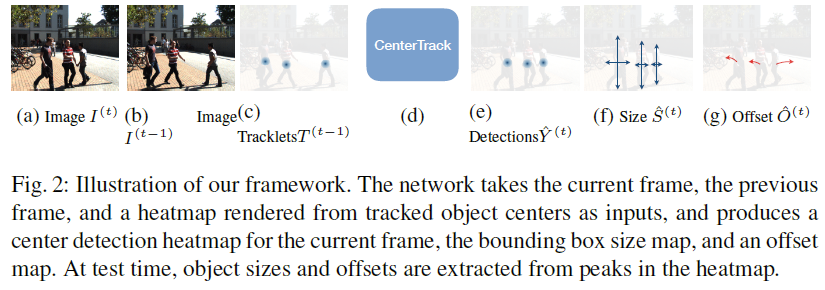 CenterTrack
(a) Image I^(t) (b) Image (c) (d) (e) (f) Size Ŝ^(t) (g) Offset Ô^(t)
I^(t−1) Tracklets T^(t−1) Detections Ŷ^(t)
Fig. 2: Illustration of our framework. The network takes the current frame, the previous
frame, and a heatmap rendered from tracked object centers as inputs, and produces a
center detection heatmap for the current frame, the bounding box size map, and an offset
map. At test time, object sizes and offsets are extracted from peaks in the heatmap.